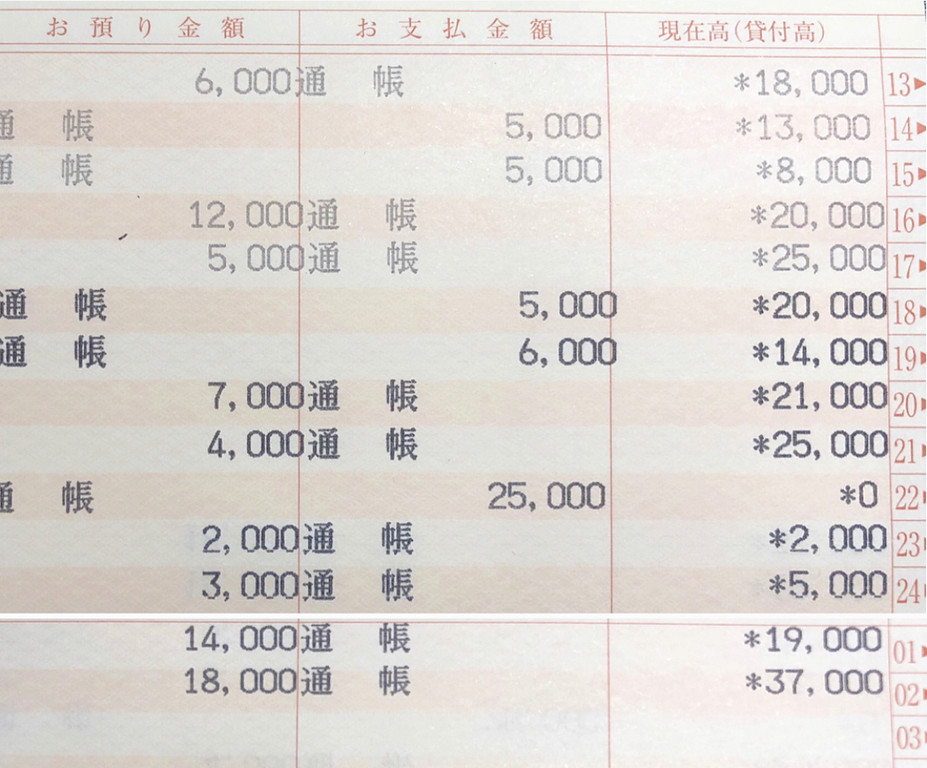 お預り金額 お支払金額 現在高(貸付高)
6,000通 帳 *18,000 13
通 帳 5,000 *13,000 14
通 帳 5,000 *8,000 15
12,000通 帳 *20,000 16
5,000通 帳 *25,000 17
通 帳 5,000 *20,000 18
通 帳 6,000 *14,000 19
7,000通 帳 *21,000 20
4,000通 帳 *25,000 21
通 帳 25,000 *0 22
2,000通 帳 *2,000 23
3,000通 帳 *5,000 24
14,000通 帳 *19,000 01
18,000通 帳 *37,000 02
03